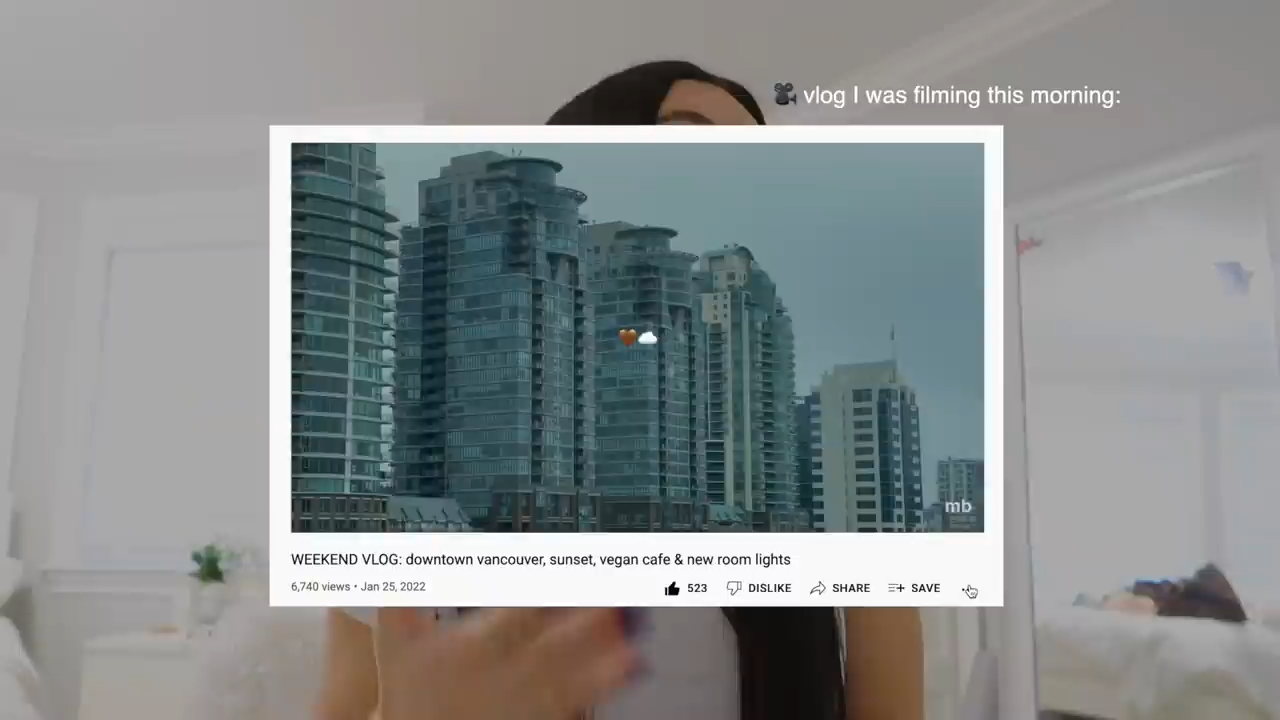 🎥 vlog I was filming this morning:
mb
WEEKEND VLOG: downtown vancouver, sunset, vegan cafe & new room lights
6,740 views • Jan 25, 2022
523 DISLIKE SHARE SAVE